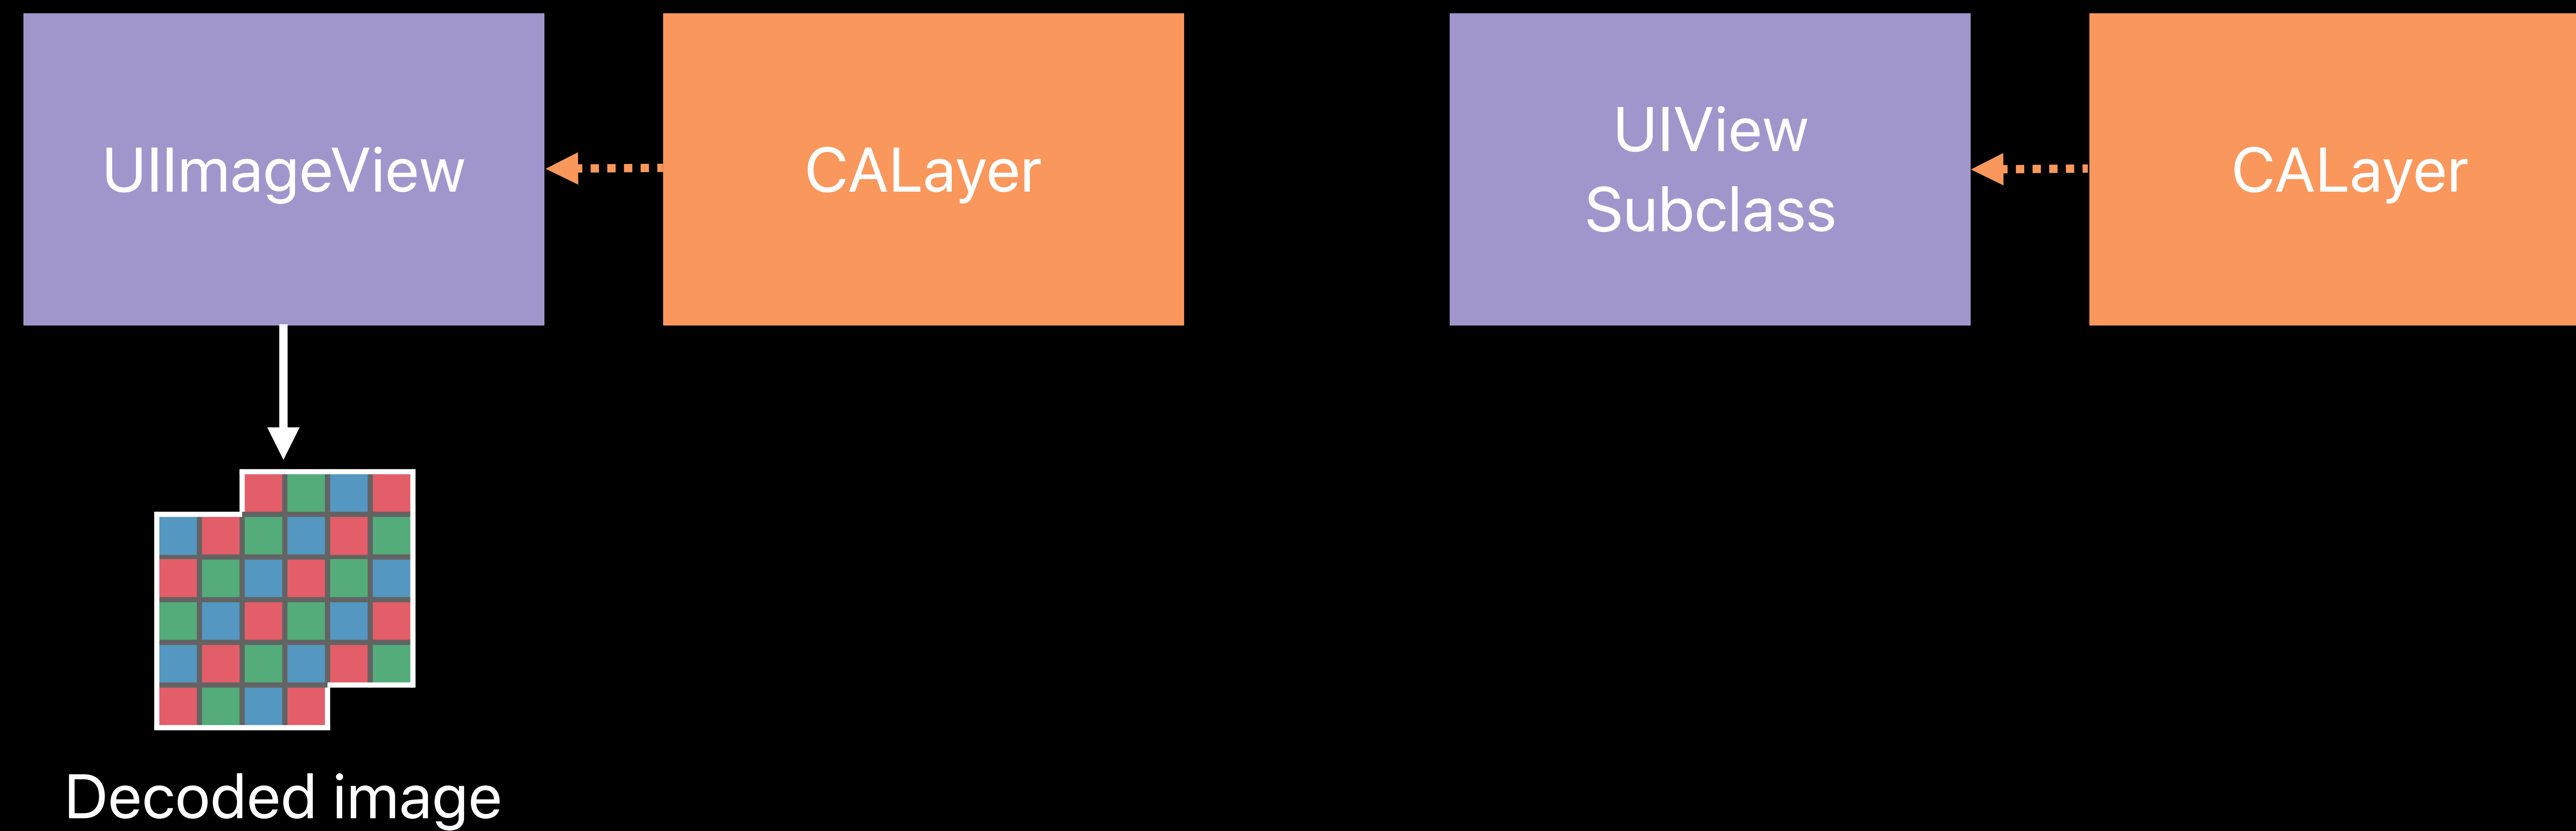 UIImageView
CALayer
UIView
Subclass
CALayer
Decoded image